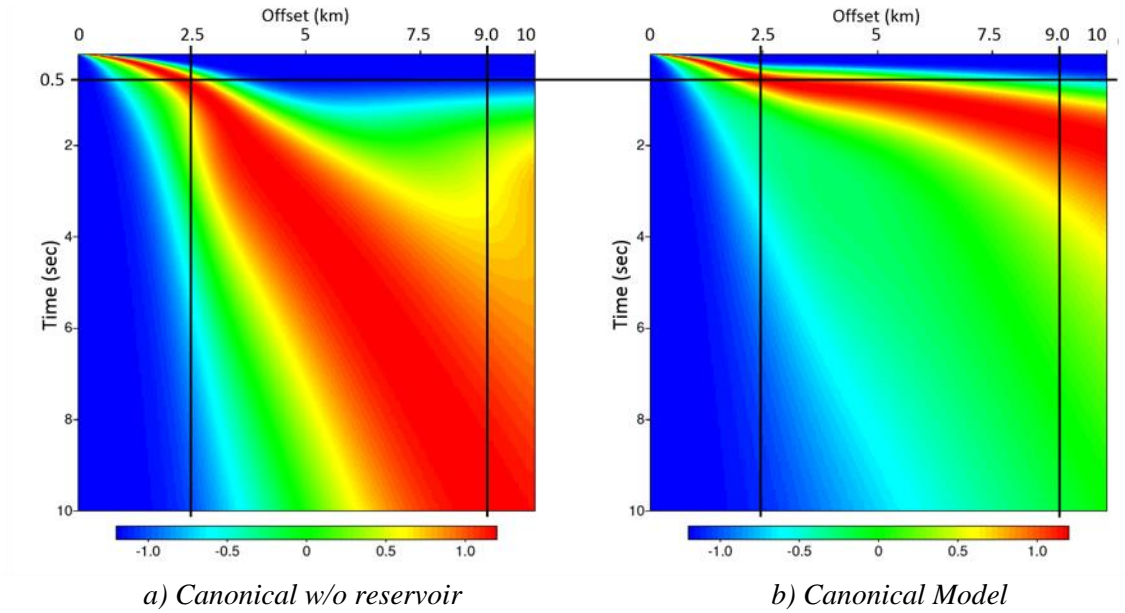 Offset (km)
0 2.5 5 7.5 9.0 10
Offset (km)
0 2.5 5 7.5 9.0 10
0.5
2
4
6
8
10
Time (sec)
2
4
6
8
10
Time (sec)
-1.0 -0.5 0 0.5 1.0
-1.0 -0.5 0 0.5 1.0
a) Canonical w/o reservoir
b) Canonical Model